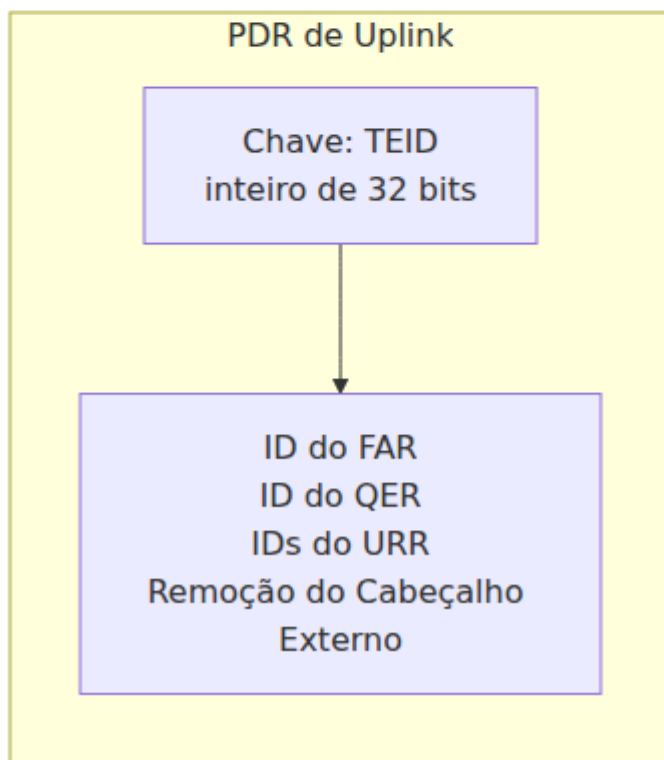 PDR de Uplink
Chave: TEID
inteiro de 32 bits
ID do FAR
ID do QER
IDs do URR
Remoção do Cabeçalho
Externo